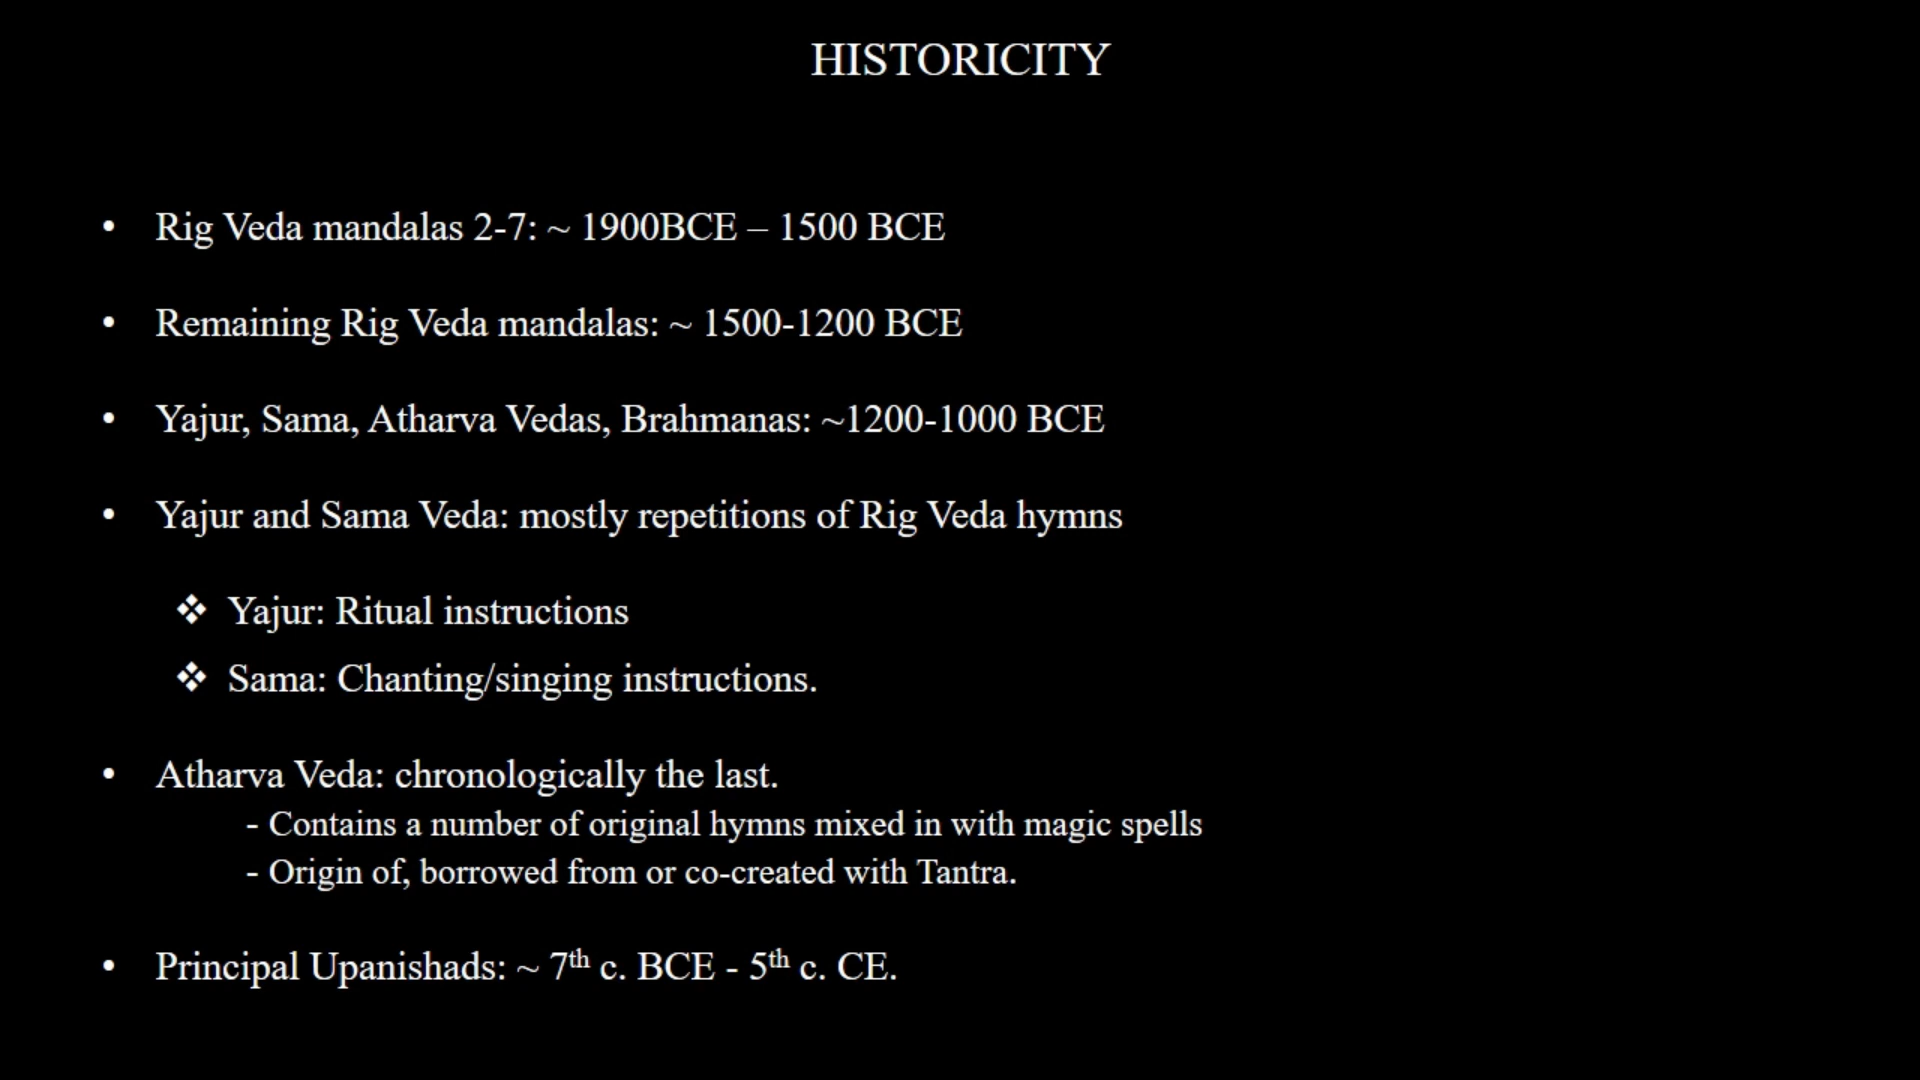 HISTORICITY
• Rig Veda mandalas 2-7: ~ 1900BCE – 1500 BCE
• Remaining Rig Veda mandalas: ~ 1500-1200 BCE
• Yajur, Sama, Atharva Vedas, Brahmanas: ~1200-1000 BCE
• Yajur and Sama Veda: mostly repetitions of Rig Veda hymns
❖ Yajur: Ritual instructions
❖ Sama: Chanting/singing instructions.
• Atharva Veda: chronologically the last.
- Contains a number of original hymns mixed in with magic spells
- Origin of, borrowed from or co-created with Tantra.
• Principal Upanishads: ~ 7th c. BCE - 5th c. CE.